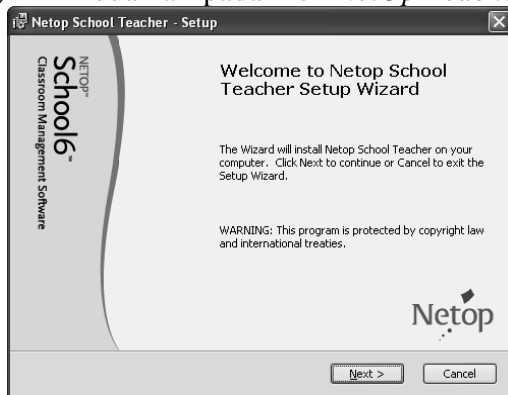 Netop School Teacher - Setup
NETOP™
School6™
Classroom Management Software
Welcome to Netop School
Teacher Setup Wizard
The Wizard will install Netop School Teacher on your
computer. Click Next to continue or Cancel to exit the
Setup Wizard.
WARNING: This program is protected by copyright law
and international treaties.
Netop
Next >
Cancel